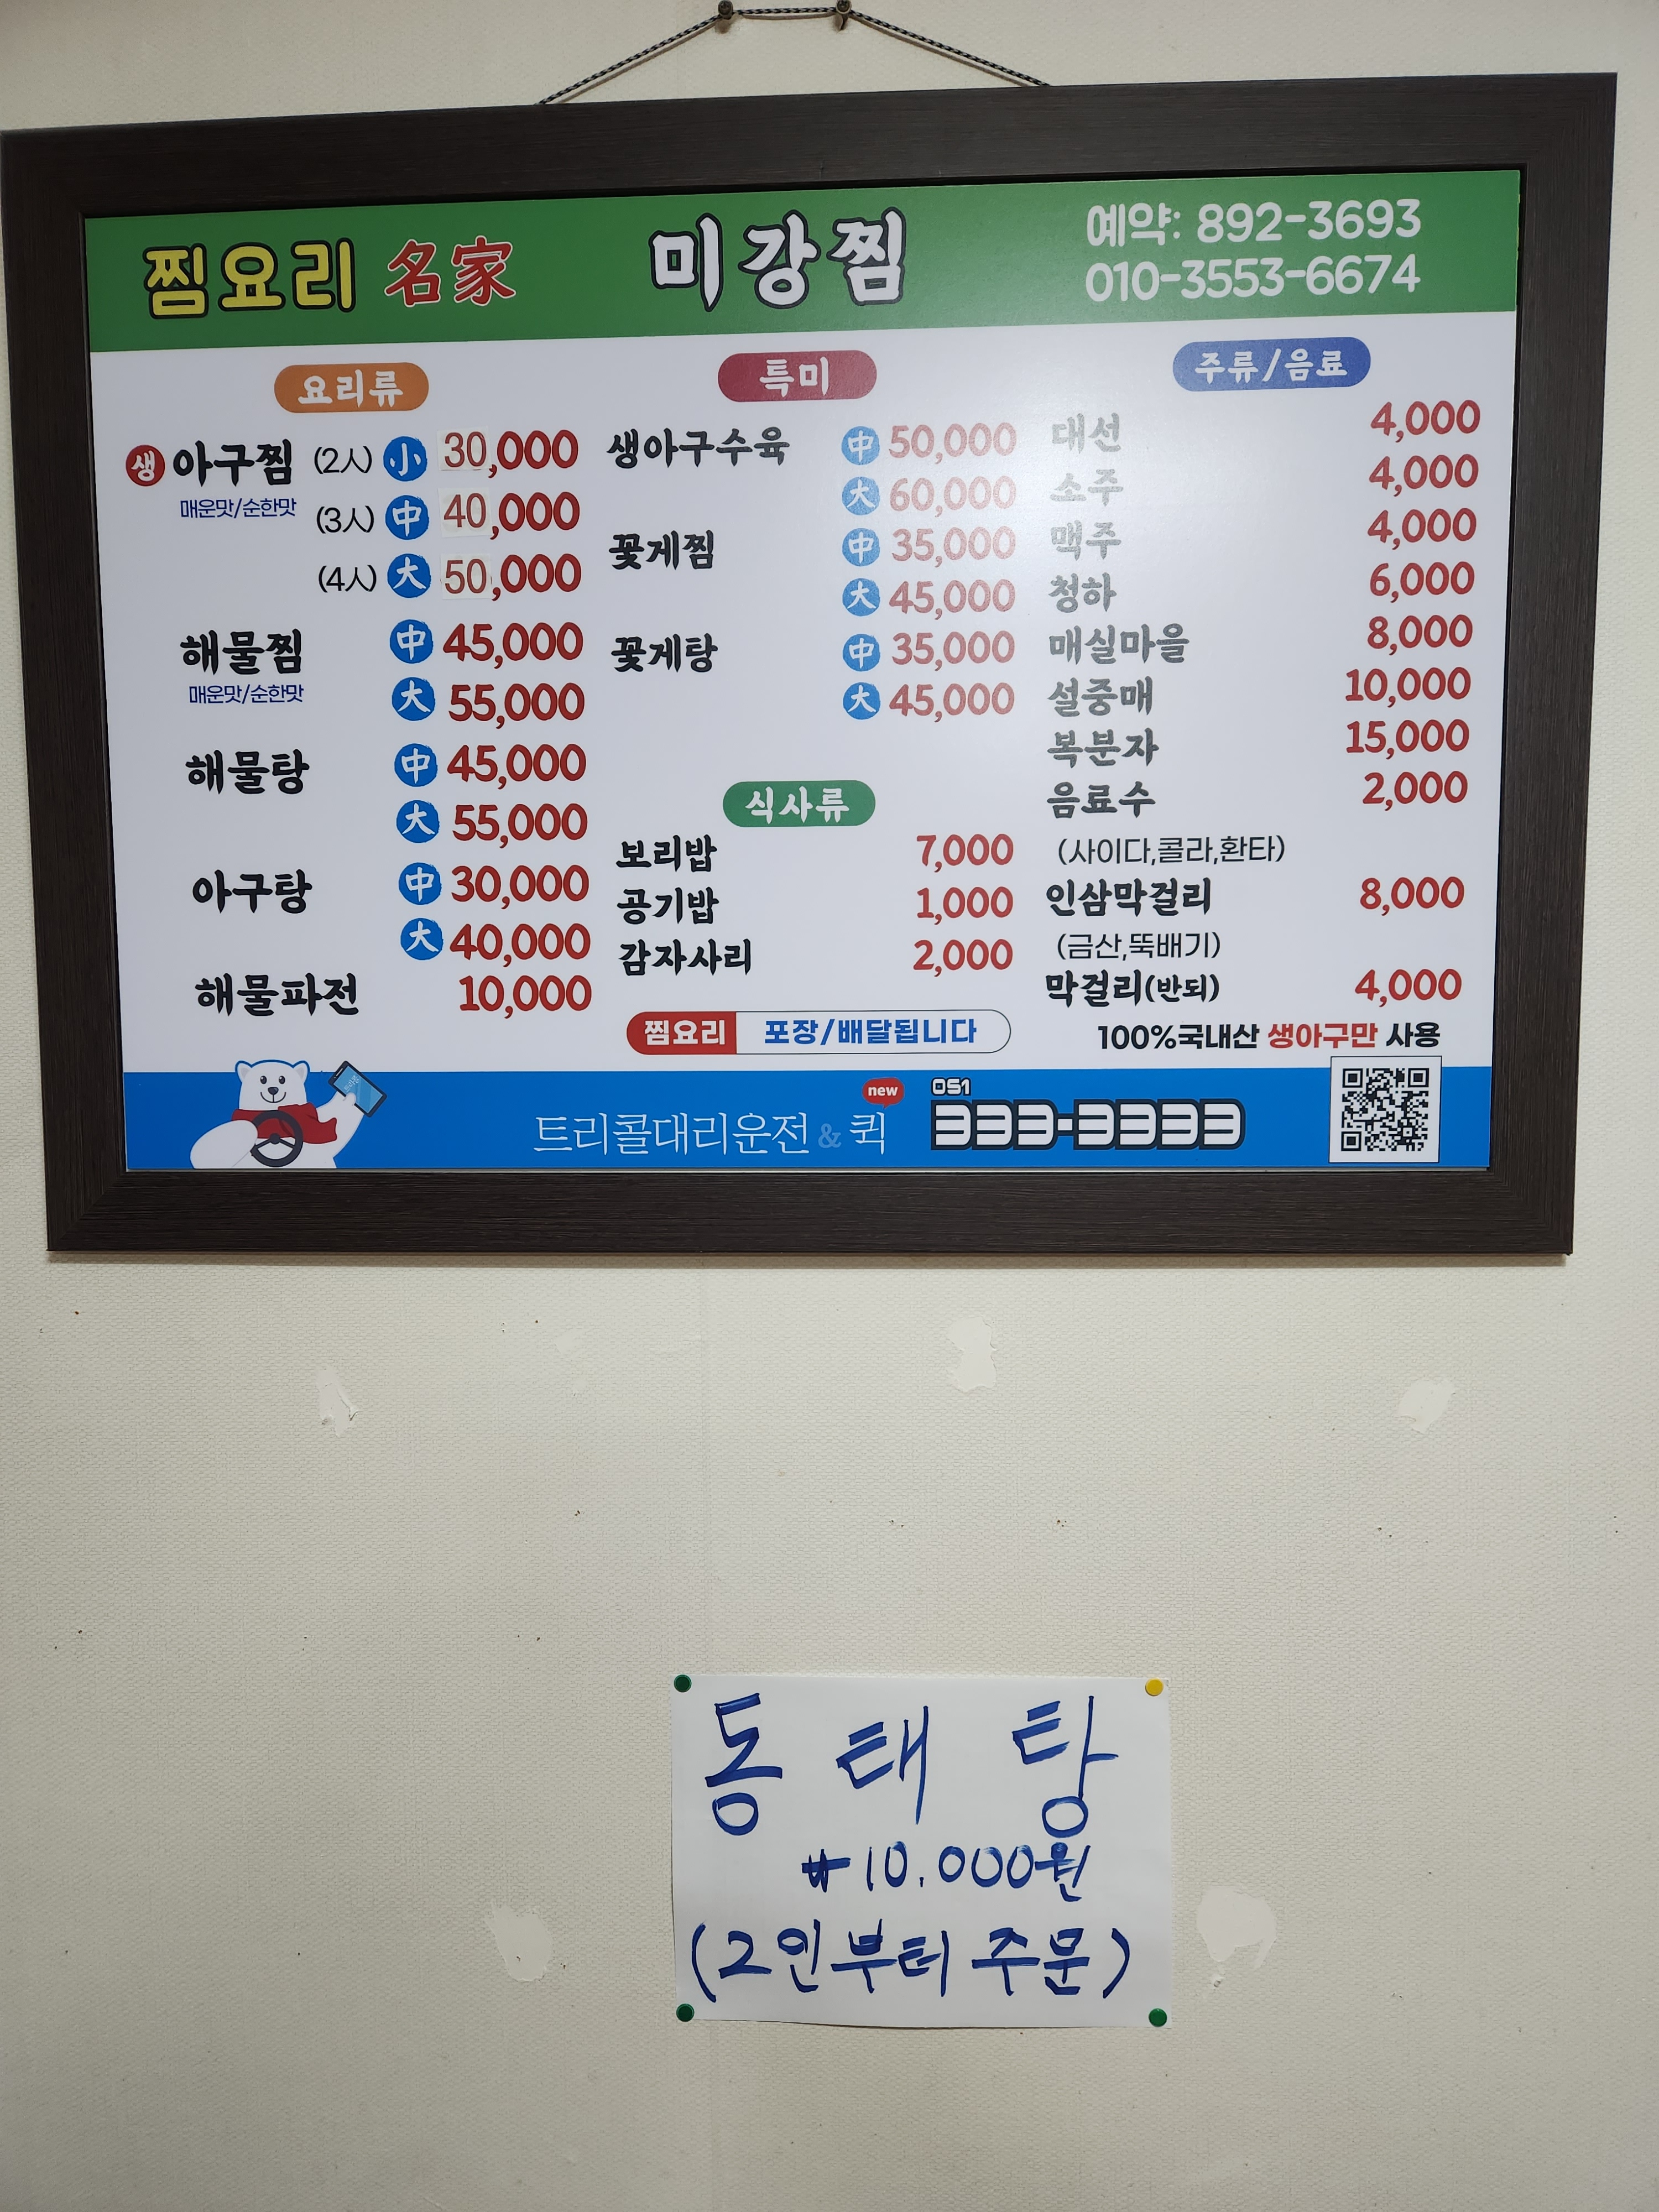 찜요리 名家
미강찜
예약: 892-3693
010-3553-6674
요리류
생 아구찜 (2人) 小 30,000
매운맛/순한맛
(3人) 中 40,000
(4人) 大 50,000
해물찜 中 45,000
매운맛/순한맛
大 55,000
해물탕 中 45,000
大 55,000
아구탕 中 30,000
大 40,000
해물파전 10,000
특미
생아구수육 中 50,000
大 60,000
꽃게찜 中 35,000
大 45,000
꽃게탕 中 35,000
大 45,000
식사류
보리밥 7,000
공기밥 1,000
감자사리 2,000
찜요리 포장/배달됩니다
주류/음료
대선 4,000
소주 4,000
맥주 4,000
청하 6,000
매실마을 8,000
설중매 10,000
복분자 15,000
음료수 2,000
(사이다,콜라,환타)
인삼막걸리 8,000
(금산,뚝배기)
막걸리(반되) 4,000
100%국내산 생아구만 사용
트리콜대리운전 & 퀵 new 051 333-3333
동태탕
₩10.000원
(2인부터 주문)